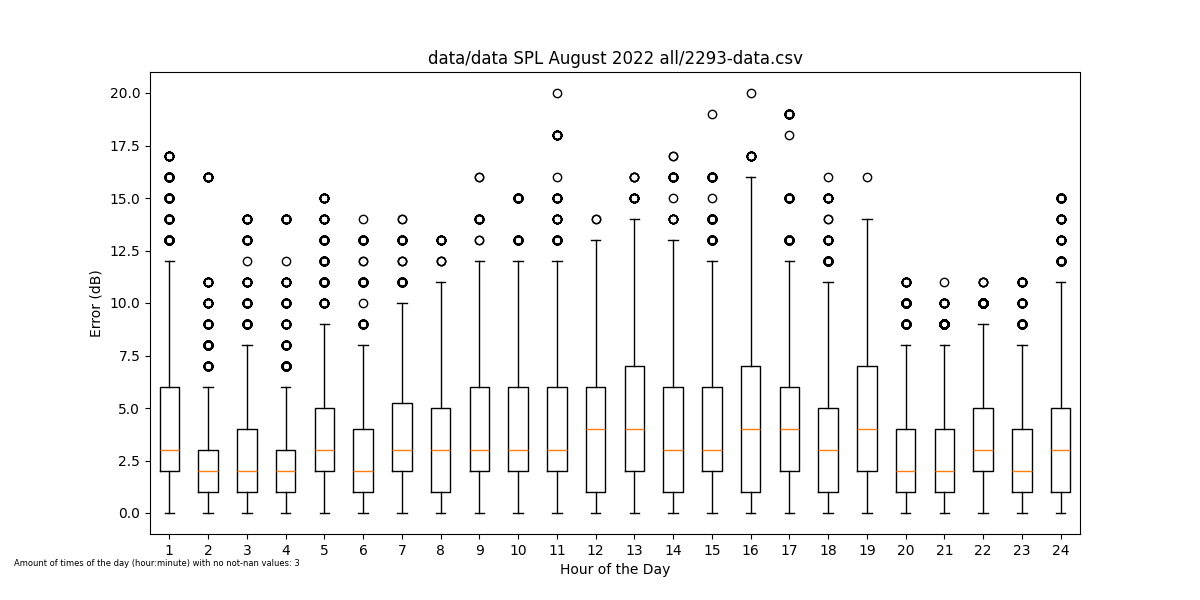 data/data SPL August 2022 all/2293-data.csv
20.0
17.5
15.0
12.5
10.0
7.5
5.0
2.5
0.0
Error (dB)
1 2 3 4 5 6 7 8 9 10 11 12 13 14 15 16 17 18 19 20 21 22 23 24
Hour of the Day
Amount of times of the day (hour:minute) with no not-nan values: 3